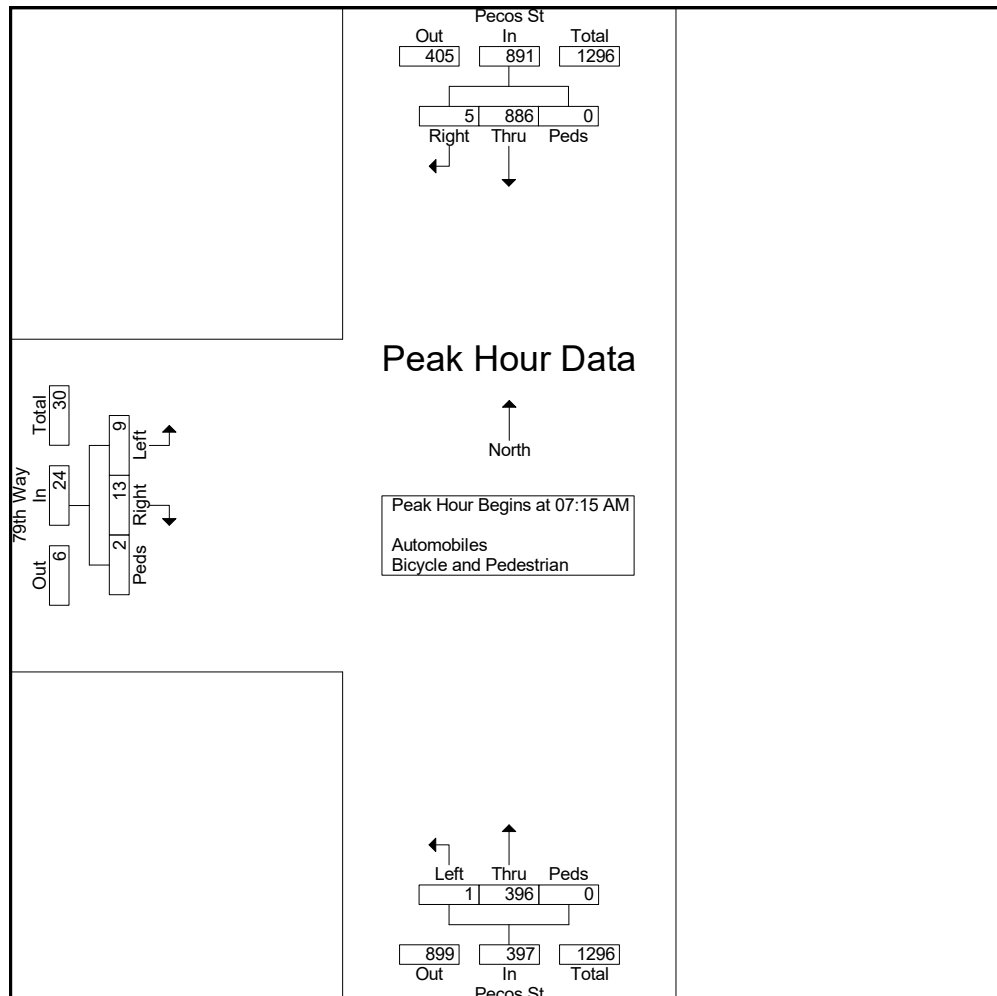 Pecos St
Out In Total
405 891 1296
5 886 0
Right Thru Peds
Peak Hour Data
North
Peak Hour Begins at 07:15 AM
Automobiles
Bicycle and Pedestrian
79th Way
Out In Total
6 24 30
2 13 9
Peds Right Left
Left Thru Peds
1 396 0
899 397 1296
Out In Total
Pecos St